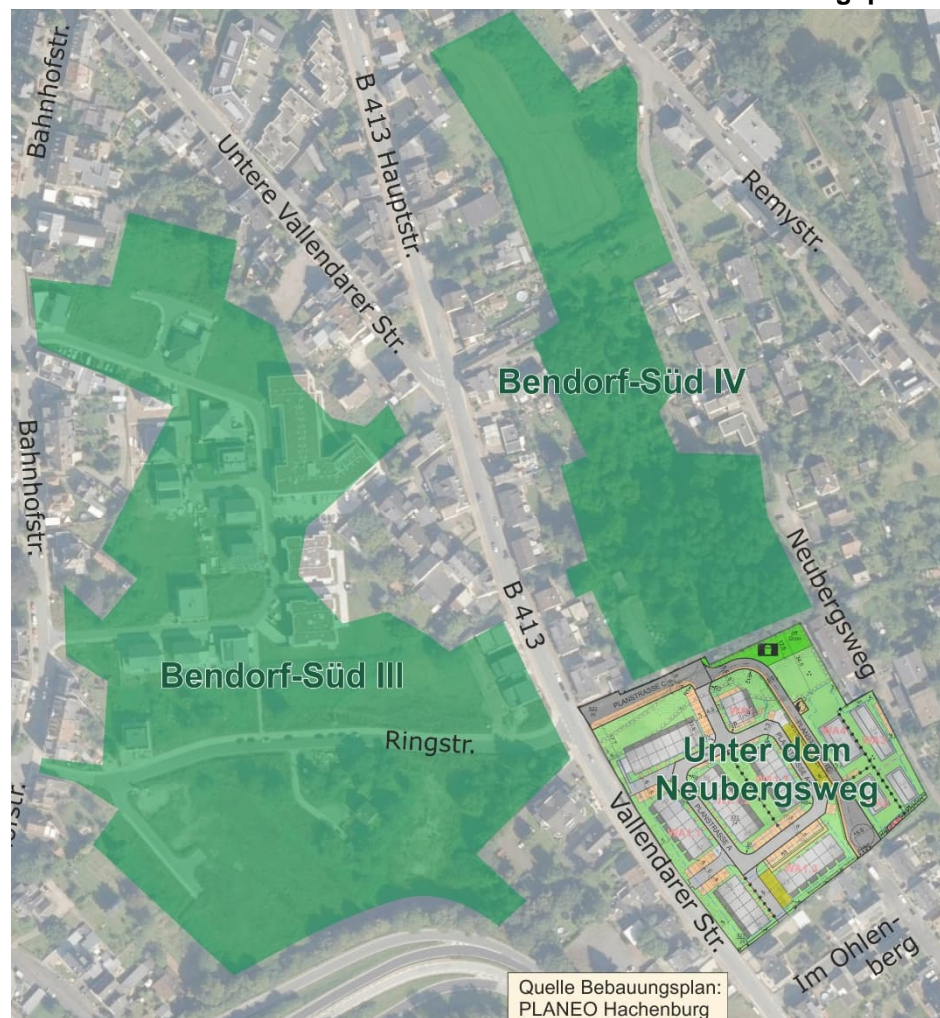 Bahnhofstr.
B 413 Hauptstr.
Untere Vallendarer Str.
Remystr.
Bendorf-Süd IV
Bahnhofstr.
Neubergsweg
B 413
Bendorf-Süd III
Ringstr.
PLANSTRASSE C
Unter dem
Neubergsweg
PLANSTRASSE A
Vallendarer Str.
Im Ohlen-
berg
Quelle Bebauungsplan:
PLANEO Hachenburg